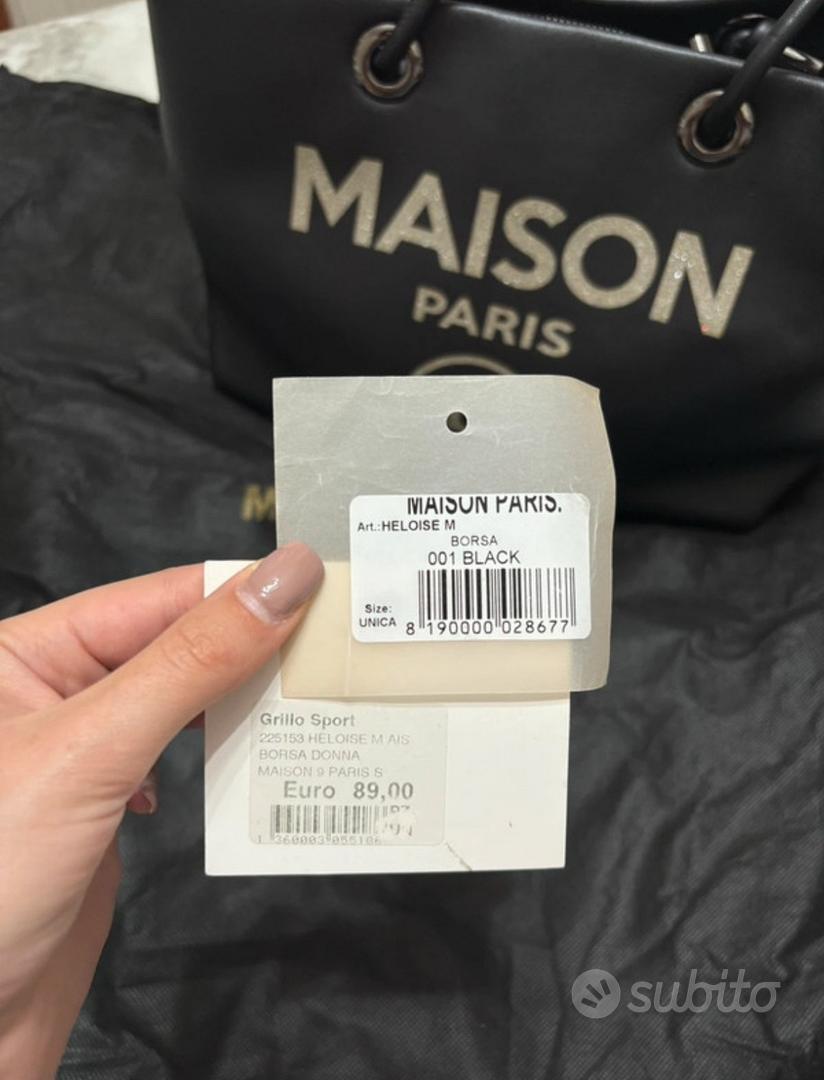 MAISON
PARIS
MAISON PARIS.
Art.:HELOISE M
BORSA
001 BLACK
Size:
UNICA
8 190000 028677
Grillo Sport
225153 HELOISE M AIS
BORSA DONNA
MAISON 9 PARIS S
Euro 89,00
subito